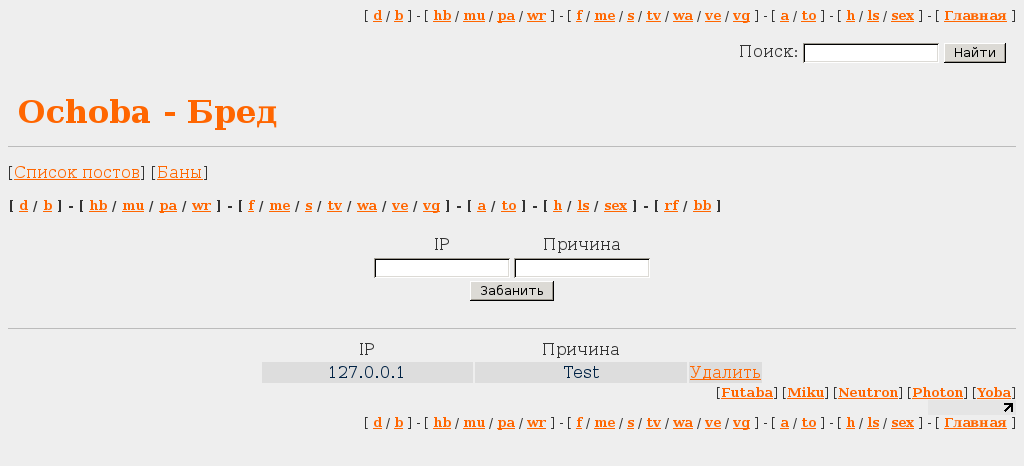 [ d / b ] - [ hb / mu / pa / wr ] - [ f / me / s / tv / wa / ve / vg ] - [ a / to ] - [ h / ls / sex ] - [ Главная ]
Поиск: Найти
Ochoba - Бред
[Список постов] [Баны]
[ d / b ] - [ hb / mu / pa / wr ] - [ f / me / s / tv / wa / ve / vg ] - [ a / to ] - [ h / ls / sex ] - [ rf / bb ]
IP Причина
Забанить
IP Причина
127.0.0.1 Test Удалить
[Futaba] [Miku] [Neutron] [Photon] [Yoba]
[ d / b ] - [ hb / mu / pa / wr ] - [ f / me / s / tv / wa / ve / vg ] - [ a / to ] - [ h / ls / sex ] - [ Главная ]